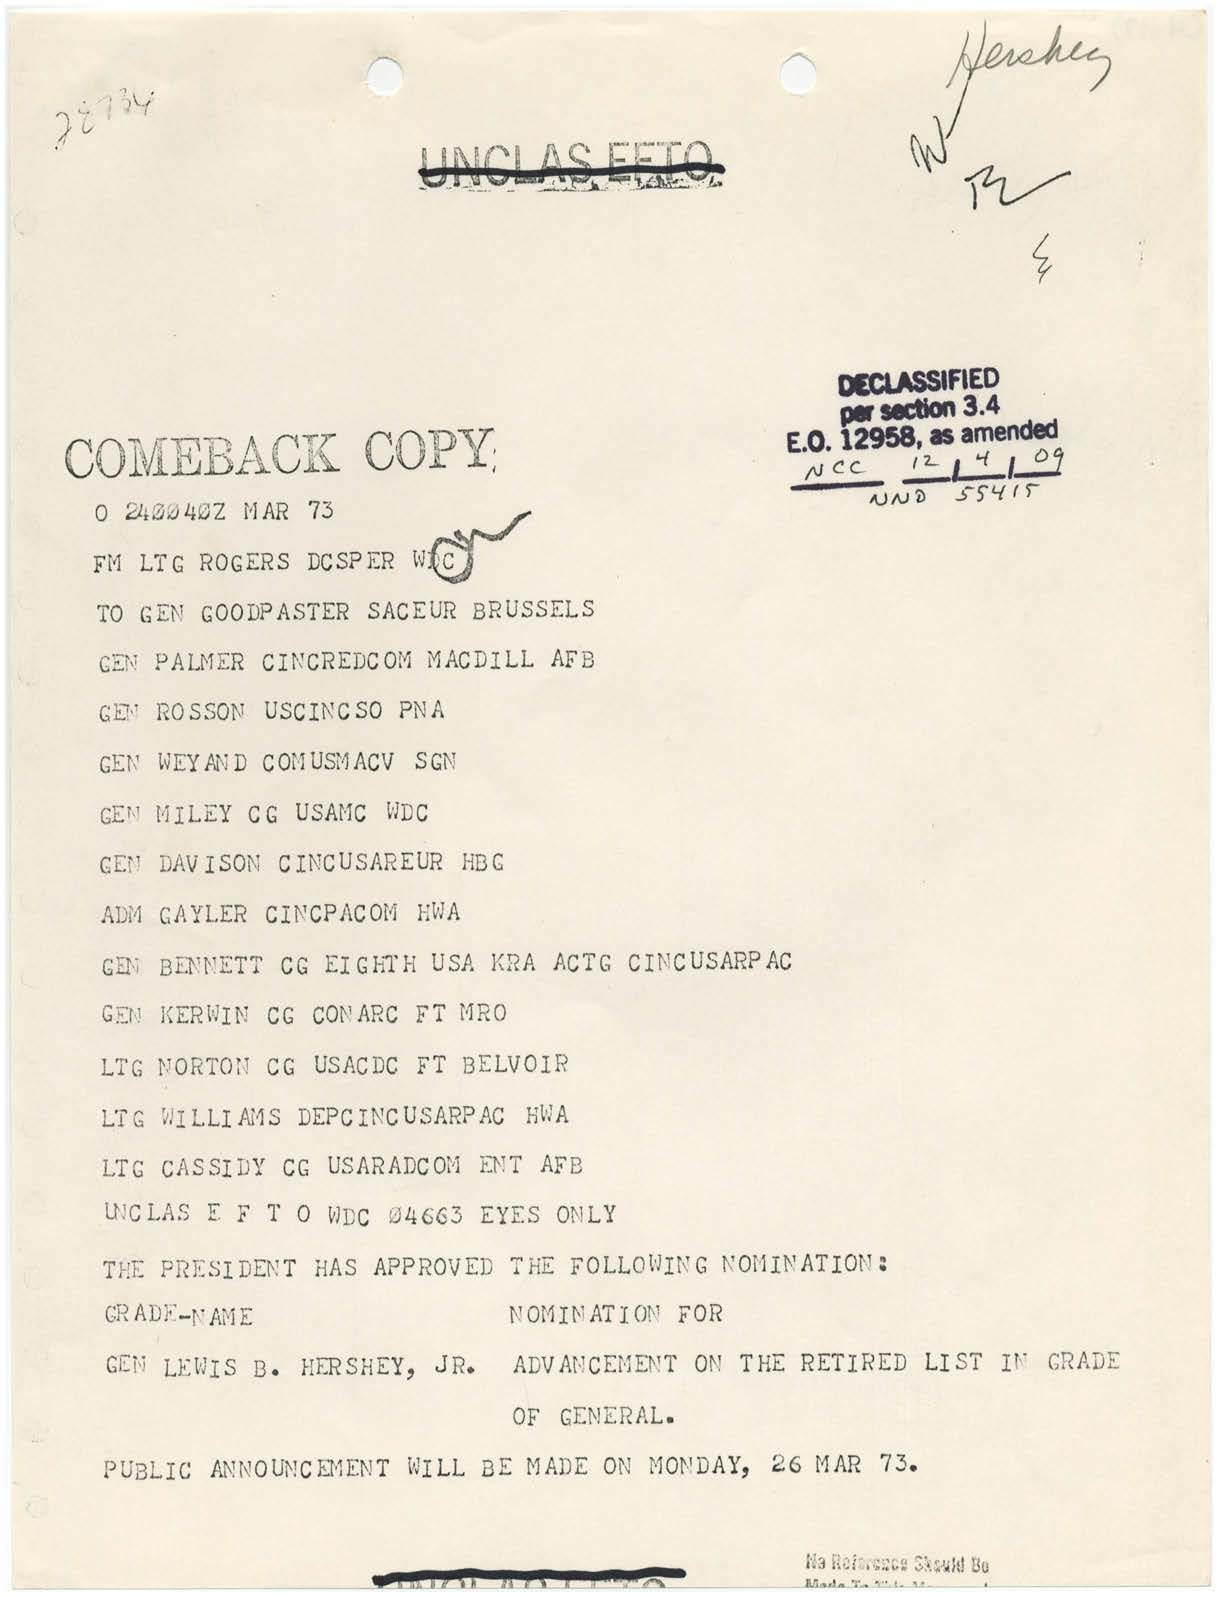 Hershey
28734
UNCLAS EFTO
DECLASSIFIED
per section 3.4
E.O. 12958, as amended
NCC 12 / 4 / 09
NND 55415
COMEBACK COPY
O 240040Z MAR 73
FM LTG ROGERS DCSPER WDC
TO GEN GOODPASTER SACEUR BRUSSELS
GEN PALMER CINCREDCOM MACDILL AFB
GEN ROSSON USCINCSO PNA
GEN WEYAND COMUSMACV SGN
GEN MILEY CG USAMC WDC
GEN DAVISON CINCUSAREUR HBG
ADM GAYLER CINCPACOM HWA
GEN BENNETT CG EIGHTH USA KRA ACTG CINCUSARPAC
GEN KERWIN CG CONARC FT MRO
LTG NORTON CG USACDC FT BELVOIR
LTG WILLIAMS DEPCINCUSARPAC HWA
LTG CASSIDY CG USARADCOM ENT AFB
UNCLAS E F T O WDC 04663 EYES ONLY
THE PRESIDENT HAS APPROVED THE FOLLOWING NOMINATION:
GRADE-NAME NOMINATION FOR
GEN LEWIS B. HERSHEY, JR. ADVANCEMENT ON THE RETIRED LIST IN GRADE
OF GENERAL.
PUBLIC ANNOUNCEMENT WILL BE MADE ON MONDAY, 26 MAR 73.
No Reference Should Be
Made To This
UNCLAS EFTO